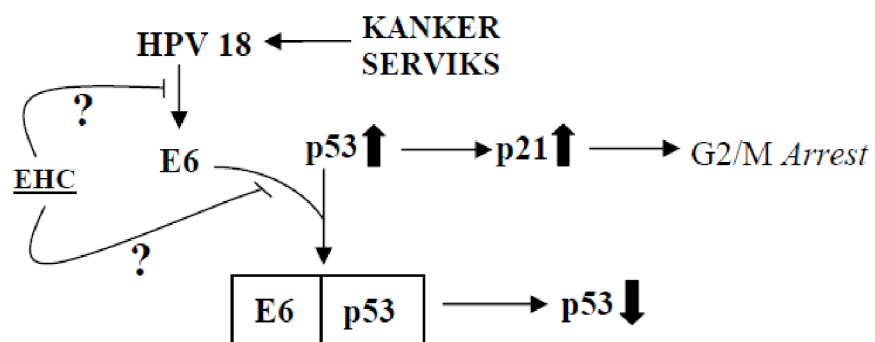 HPV 18
KANKER
SERVIKS
?
E6
p53
p21
G2/M Arrest
EHC
?
E6
p53
p53